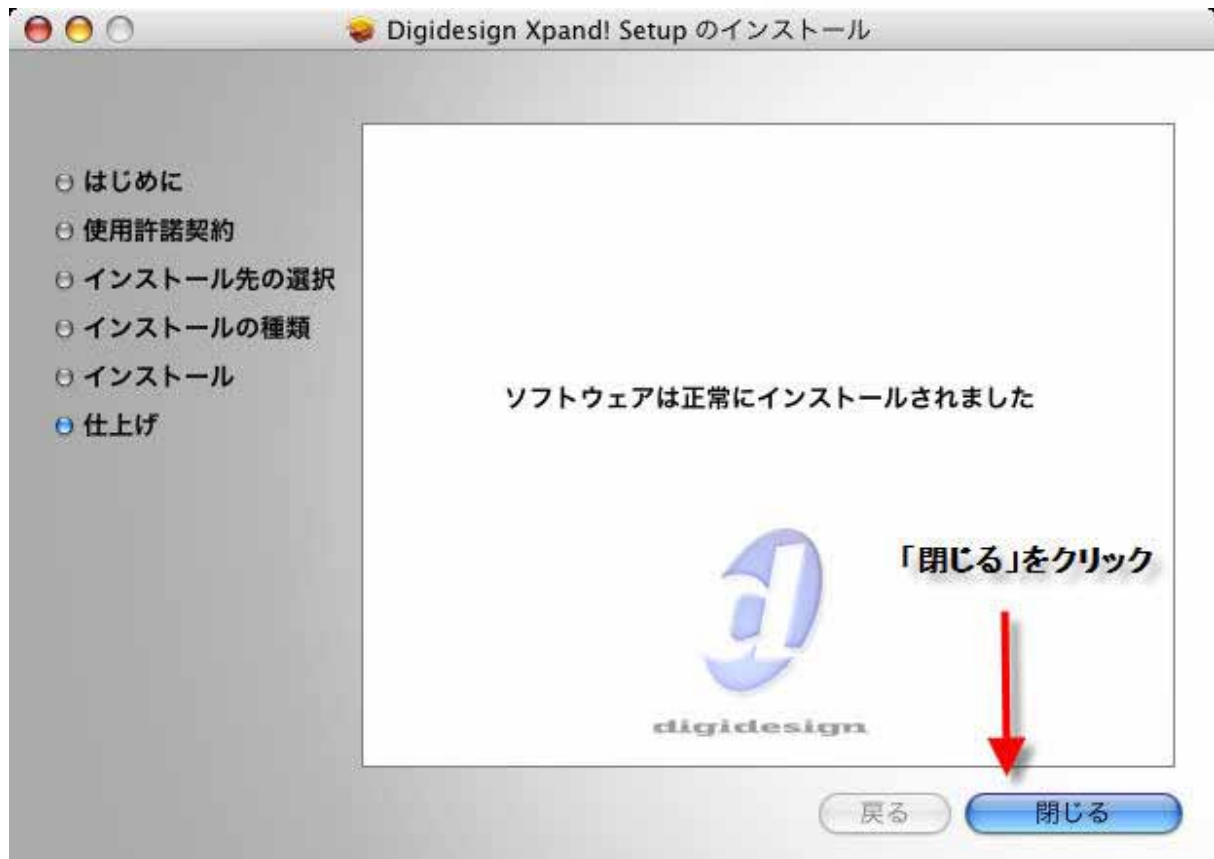 Digidesign Xpand! Setup のインストール
はじめに
使用許諾契約
インストール先の選択
インストールの種類
インストール
仕上げ
ソフトウェアは正常にインストールされました
「閉じる」をクリック
digidesign
戻る
閉じる